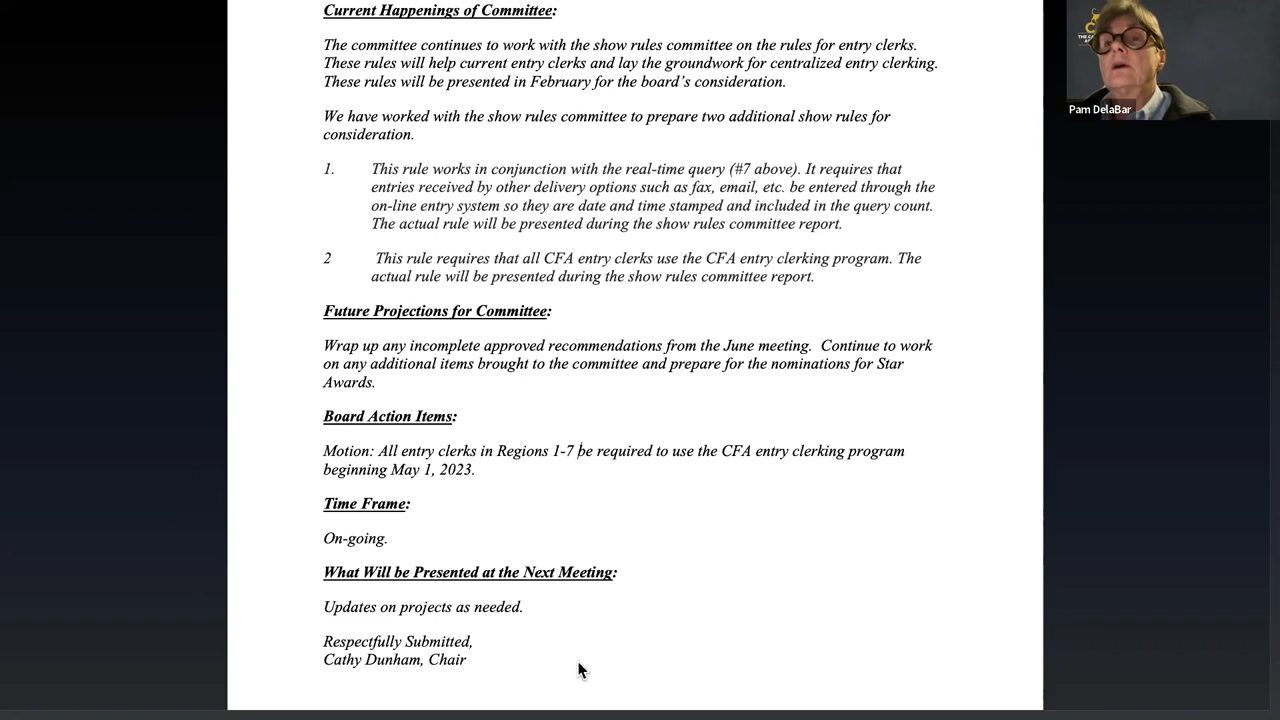 Current Happenings of Committee:
The committee continues to work with the show rules committee on the rules for entry clerks.
These rules will help current entry clerks and lay the groundwork for centralized entry clerking.
These rules will be presented in February for the board’s consideration.
We have worked with the show rules committee to prepare two additional show rules for
consideration.
1. This rule works in conjunction with the real-time query (#7 above). It requires that
entries received by other delivery options such as fax, email, etc. be entered through the
on-line entry system so they are date and time stamped and included in the query count.
The actual rule will be presented during the show rules committee report.
2 This rule requires that all CFA entry clerks use the CFA entry clerking program. The
actual rule will be presented during the show rules committee report.
Future Projections for Committee:
Wrap up any incomplete approved recommendations from the June meeting. Continue to work
on any additional items brought to the committee and prepare for the nominations for Star
Awards.
Board Action Items:
Motion: All entry clerks in Regions 1-7 be required to use the CFA entry clerking program
beginning May 1, 2023.
Time Frame:
On-going.
What Will be Presented at the Next Meeting:
Updates on projects as needed.
Respectfully Submitted,
Cathy Dunham, Chair
Pam DelaBar